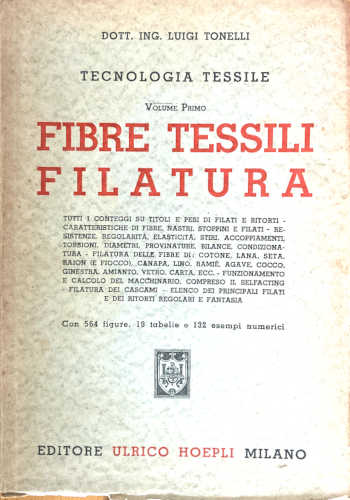 DOTT. ING. LUIGI TONELLI
TECNOLOGIA TESSILE
VOLUME PRIMO
FIBRE TESSILI
FILATURA
TUTTI I CONTEGGI SU TITOLI E PESI DI FILATI E RITORTI -
CARATTERISTICHE DI FIBRE, NASTRI, STOPPINI E FILATI - RE-
SISTENZE, REGOLARITÀ, ELASTICITÀ, STIRI, ACCOPPIAMENTI,
TORSIONI, DIAMETRI, PROVINATURE, BILANCE, CONDIZIONA-
TURA - FILATURA DELLE FIBRE DI: COTONE, LANA, SETA,
RAION (E FIOCCO), CANAPA, LINO, RAMIÈ, AGAVE, COCCO,
GINESTRA, AMIANTO, VETRO, CARTA, ECC. - FUNZIONAMENTO
E CALCOLO DEL MACCHINARIO, COMPRESO IL SELFACTING
- FILATURA DEI CASCAMI - ELENCO DEI PRINCIPALI FILATI
E DEI RITORTI REGOLARI E FANTASIA
Con 564 figure, 19 tabelle e 132 esempi numerici
EDITORE ULRICO HOEPLI MILANO